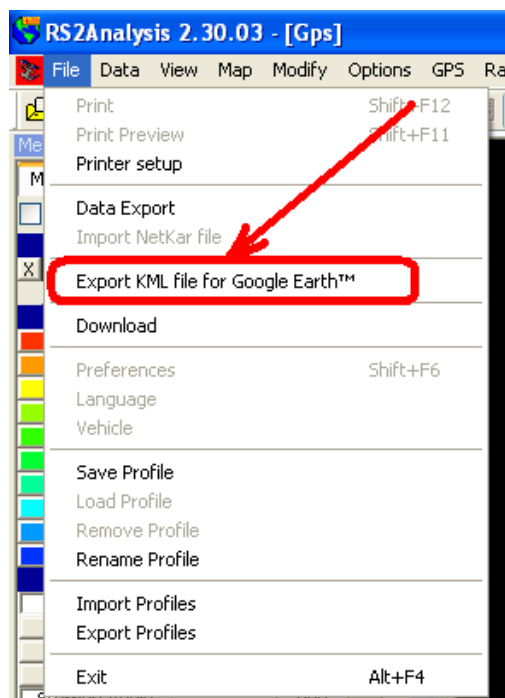 RS2Analysis 2.30.03 - [Gps]
File Data View Map Modify Options GPS Ra
Print Shift+F12
Print Preview Shift+F11
Me
Printer setup
M
Data Export
Import NetKar file
X
Export KML file for Google Earth™
Download
Preferences Shift+F6
Language
Vehicle
Save Profile
Load Profile
Remove Profile
Rename Profile
Import Profiles
Export Profiles
Exit Alt+F4